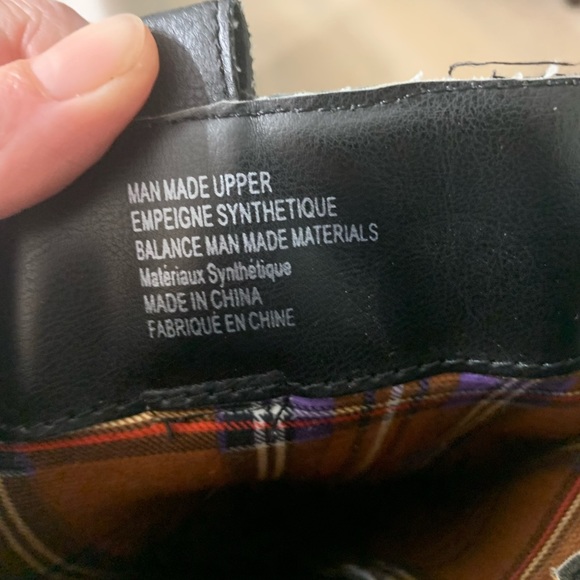 MAN MADE UPPER
EMPEIGNE SYNTHETIQUE
BALANCE MAN MADE MATERIALS
Matériaux Synthétique
MADE IN CHINA
FABRIQUÉ EN CHINE